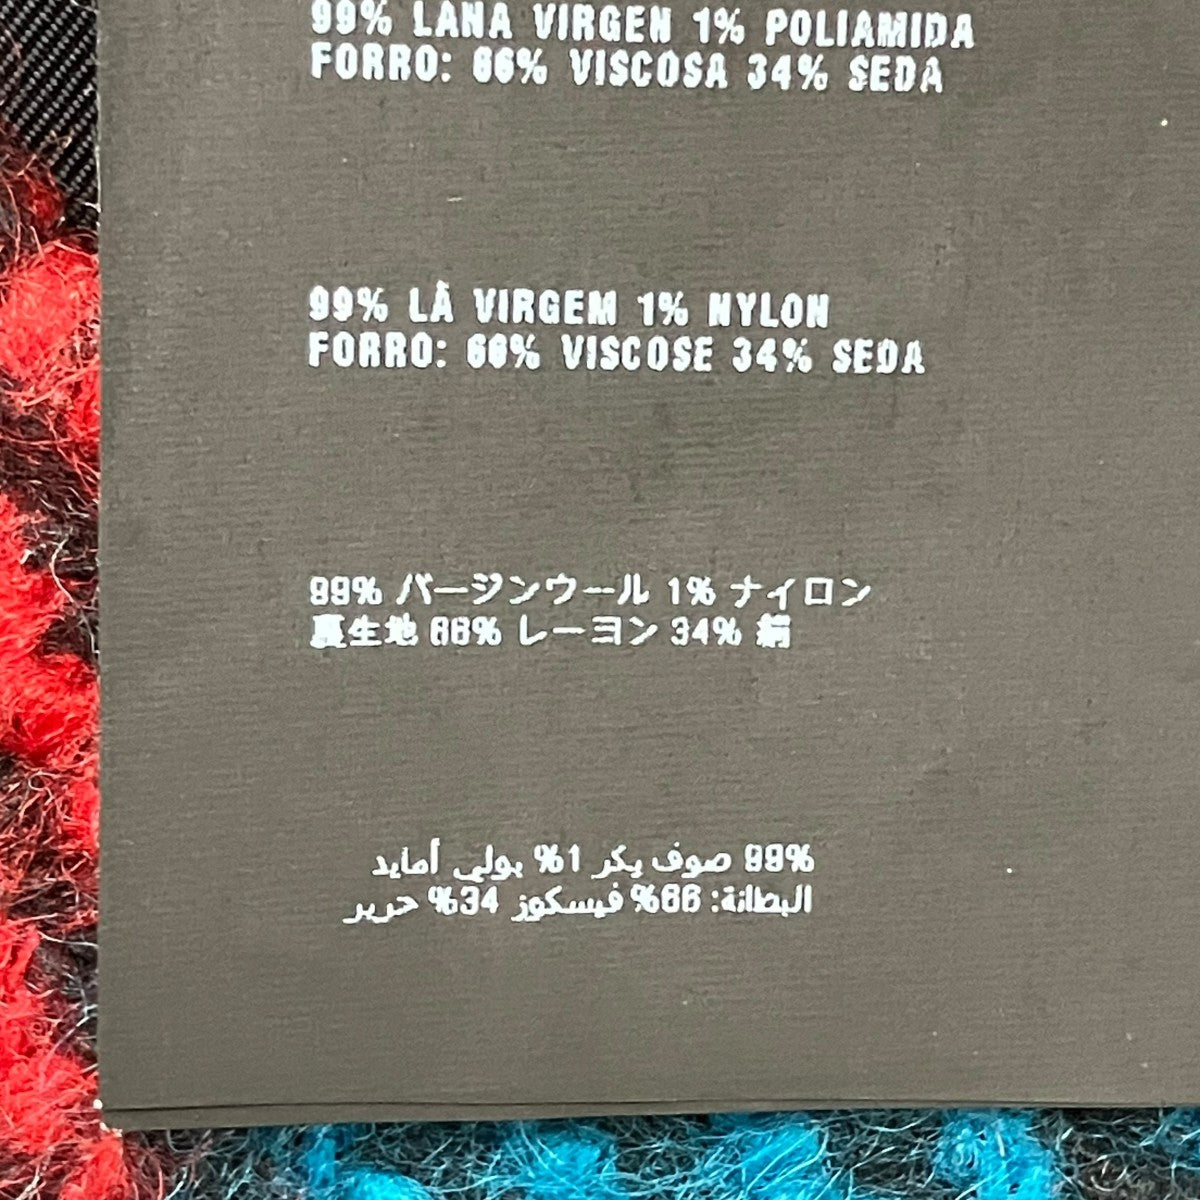 99% LANA VIRGEN 1% POLIAMIDA
FORRO: 66% VISCOSA 34% SEDA
99% LÃ VIRGEM 1% NYLON
FORRO: 66% VISCOSE 34% SEDA
99% バージンウール 1% ナイロン
裏生地 66% レーヨン 34% 絹
99% صوف بكر 1% بولي أمايد
البطانة: 66% فيسكوز 34% حرير